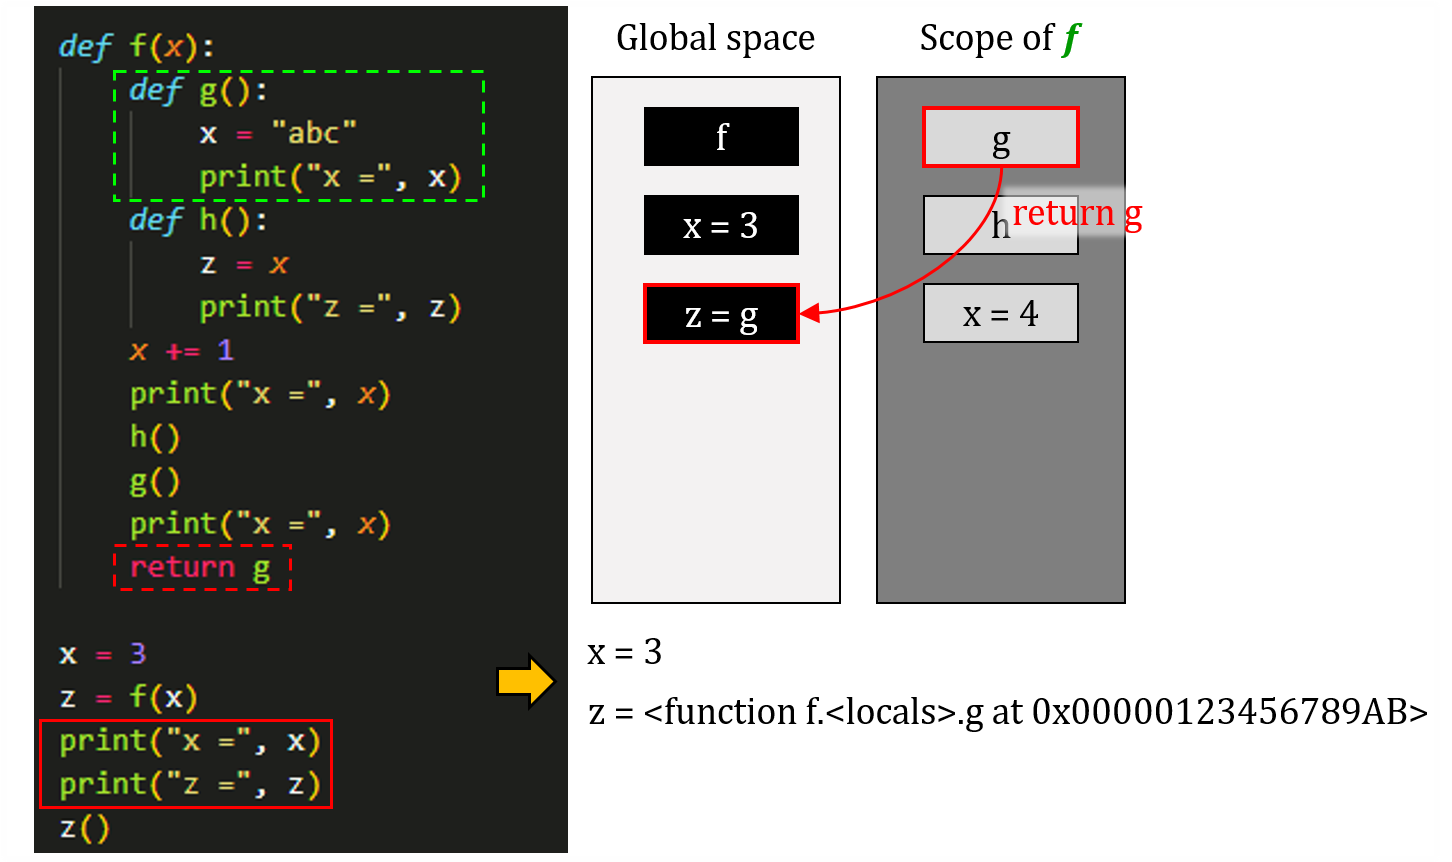 def f(x):
    def g():
        x = "abc"
        print("x =", x)
    def h():
        z = x
        print("z =", z)
    x += 1
    print("x =", x)
    h()
    g()
    print("x =", x)
    return g
x = 3
z = f(x)
print("x =", x)
print("z =", z)
z()
Global space
f
x = 3
z = g
Scope of f
g
return g
h
x = 4
x = 3
z = <function f.<locals>.g at 0x00000123456789AB>